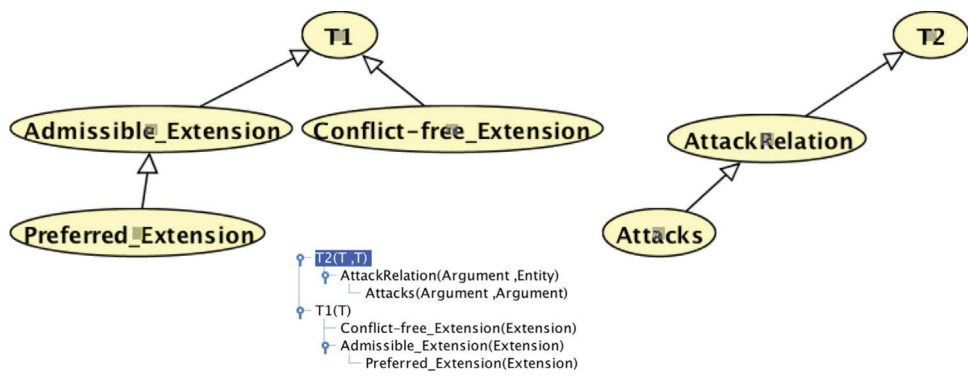 T1
T2
Admissible_Extension
Conflict-free_Extension
AttackRelation
Preferred_Extension
Attacks
T2(T ,T)
AttackRelation(Argument ,Entity)
Attacks(Argument ,Argument)
T1(T)
Conflict-free_Extension(Extension)
Admissible_Extension(Extension)
Preferred_Extension(Extension)